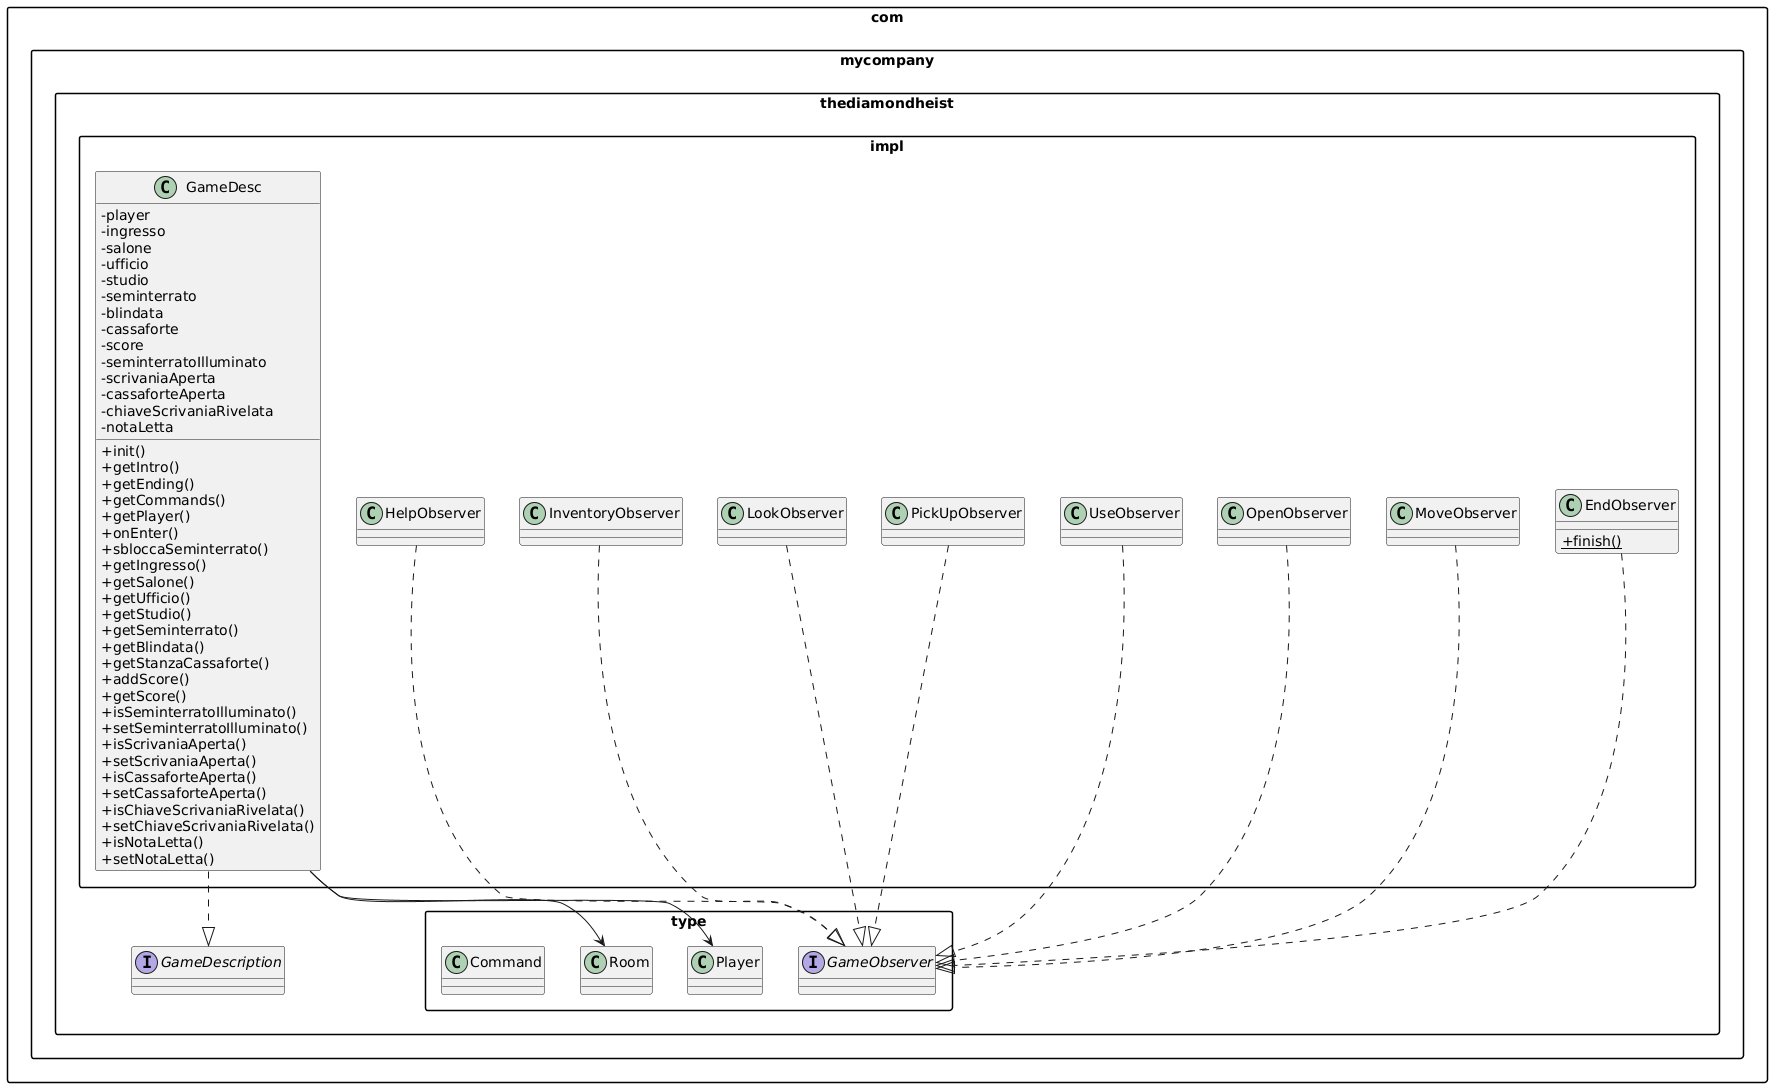 com
mycompany
thediamondheist
impl
C GameDesc
-player
-ingresso
-salone
-ufficio
-studio
-seminterrato
-blindata
-cassaforte
-score
-seminterratoIlluminato
-scrivaniaAperta
-cassaforteAperta
-chiaveScrivaniaRivelata
-notaLetta
+init()
+getIntro()
+getEnding()
+getCommands()
+getPlayer()
+onEnter()
+sbloccaSeminterrato()
+getIngresso()
+getSalone()
+getUfficio()
+getStudio()
+getSeminterrato()
+getBlindata()
+getStanzaCassaforte()
+addScore()
+getScore()
+isSeminterratoIlluminato()
+setSeminterratoIlluminato()
+isScrivaniaAperta()
+setScrivaniaAperta()
+isCassaforteAperta()
+setCassaforteAperta()
+isChiaveScrivaniaRivelata()
+setChiaveScrivaniaRivelata()
+isNotaLetta()
+setNotaLetta()
C HelpObserver
C InventoryObserver
C LookObserver
C PickUpObserver
C UseObserver
C OpenObserver
C MoveObserver
C EndObserver
+finish()
I GameDescription
type
C Command
C Room
C Player
I GameObserver